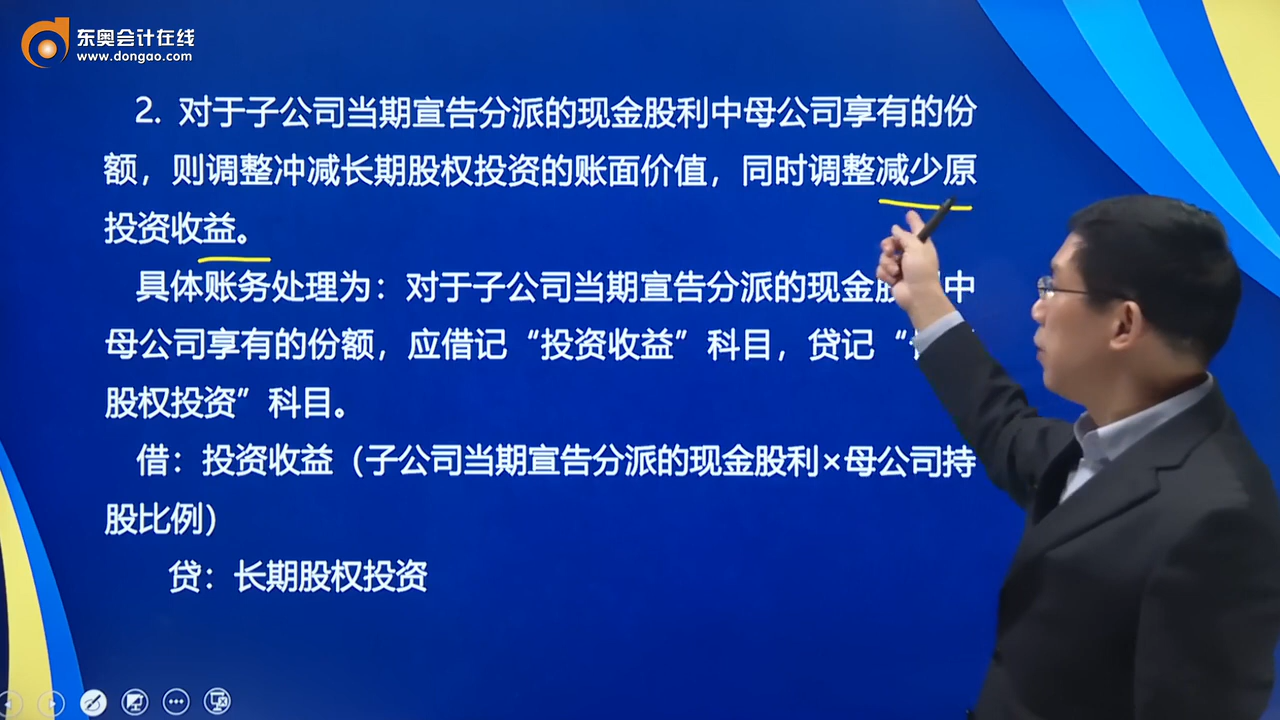 东奥会计在线
www.dongao.com
2. 对于子公司当期宣告分派的现金股利中母公司享有的份
额，则调整冲减长期股权投资的账面价值，同时调整减少原
投资收益。
具体账务处理为：对于子公司当期宣告分派的现金 中
母公司享有的份额，应借记“投资收益”科目，贷记“
股权投资”科目。
借：投资收益（子公司当期宣告分派的现金股利×母公司持
股比例）
贷：长期股权投资